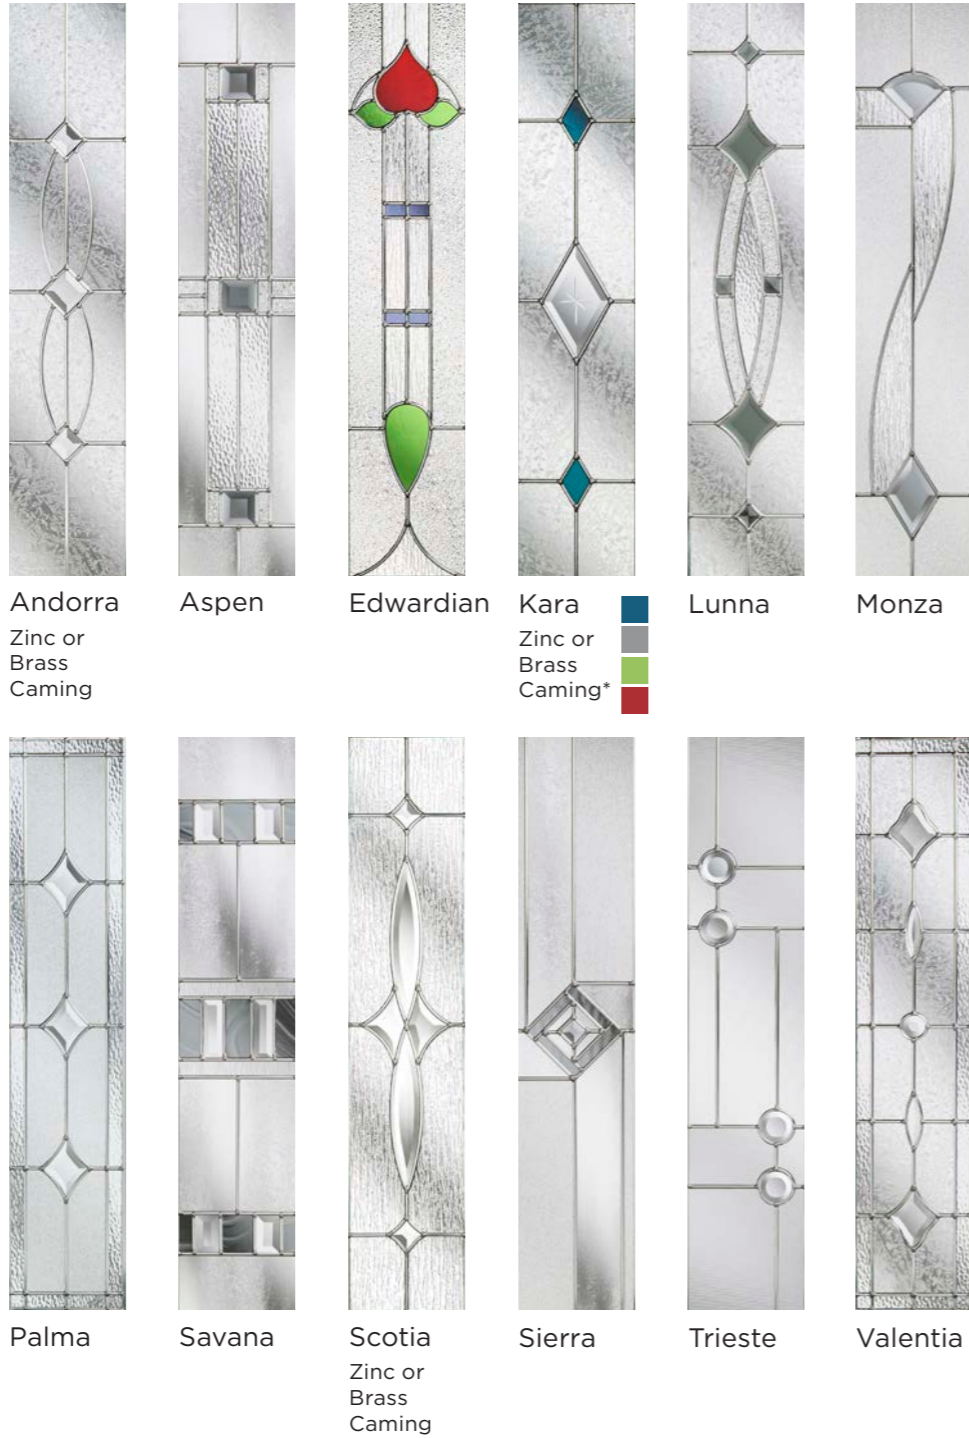 Andorra
Zinc or
Brass
Caming
Aspen
Edwardian
Kara
Zinc or
Brass
Caming*
Lunna
Monza
Palma
Savana
Scotia
Zinc or
Brass
Caming
Sierra
Trieste
Valentia